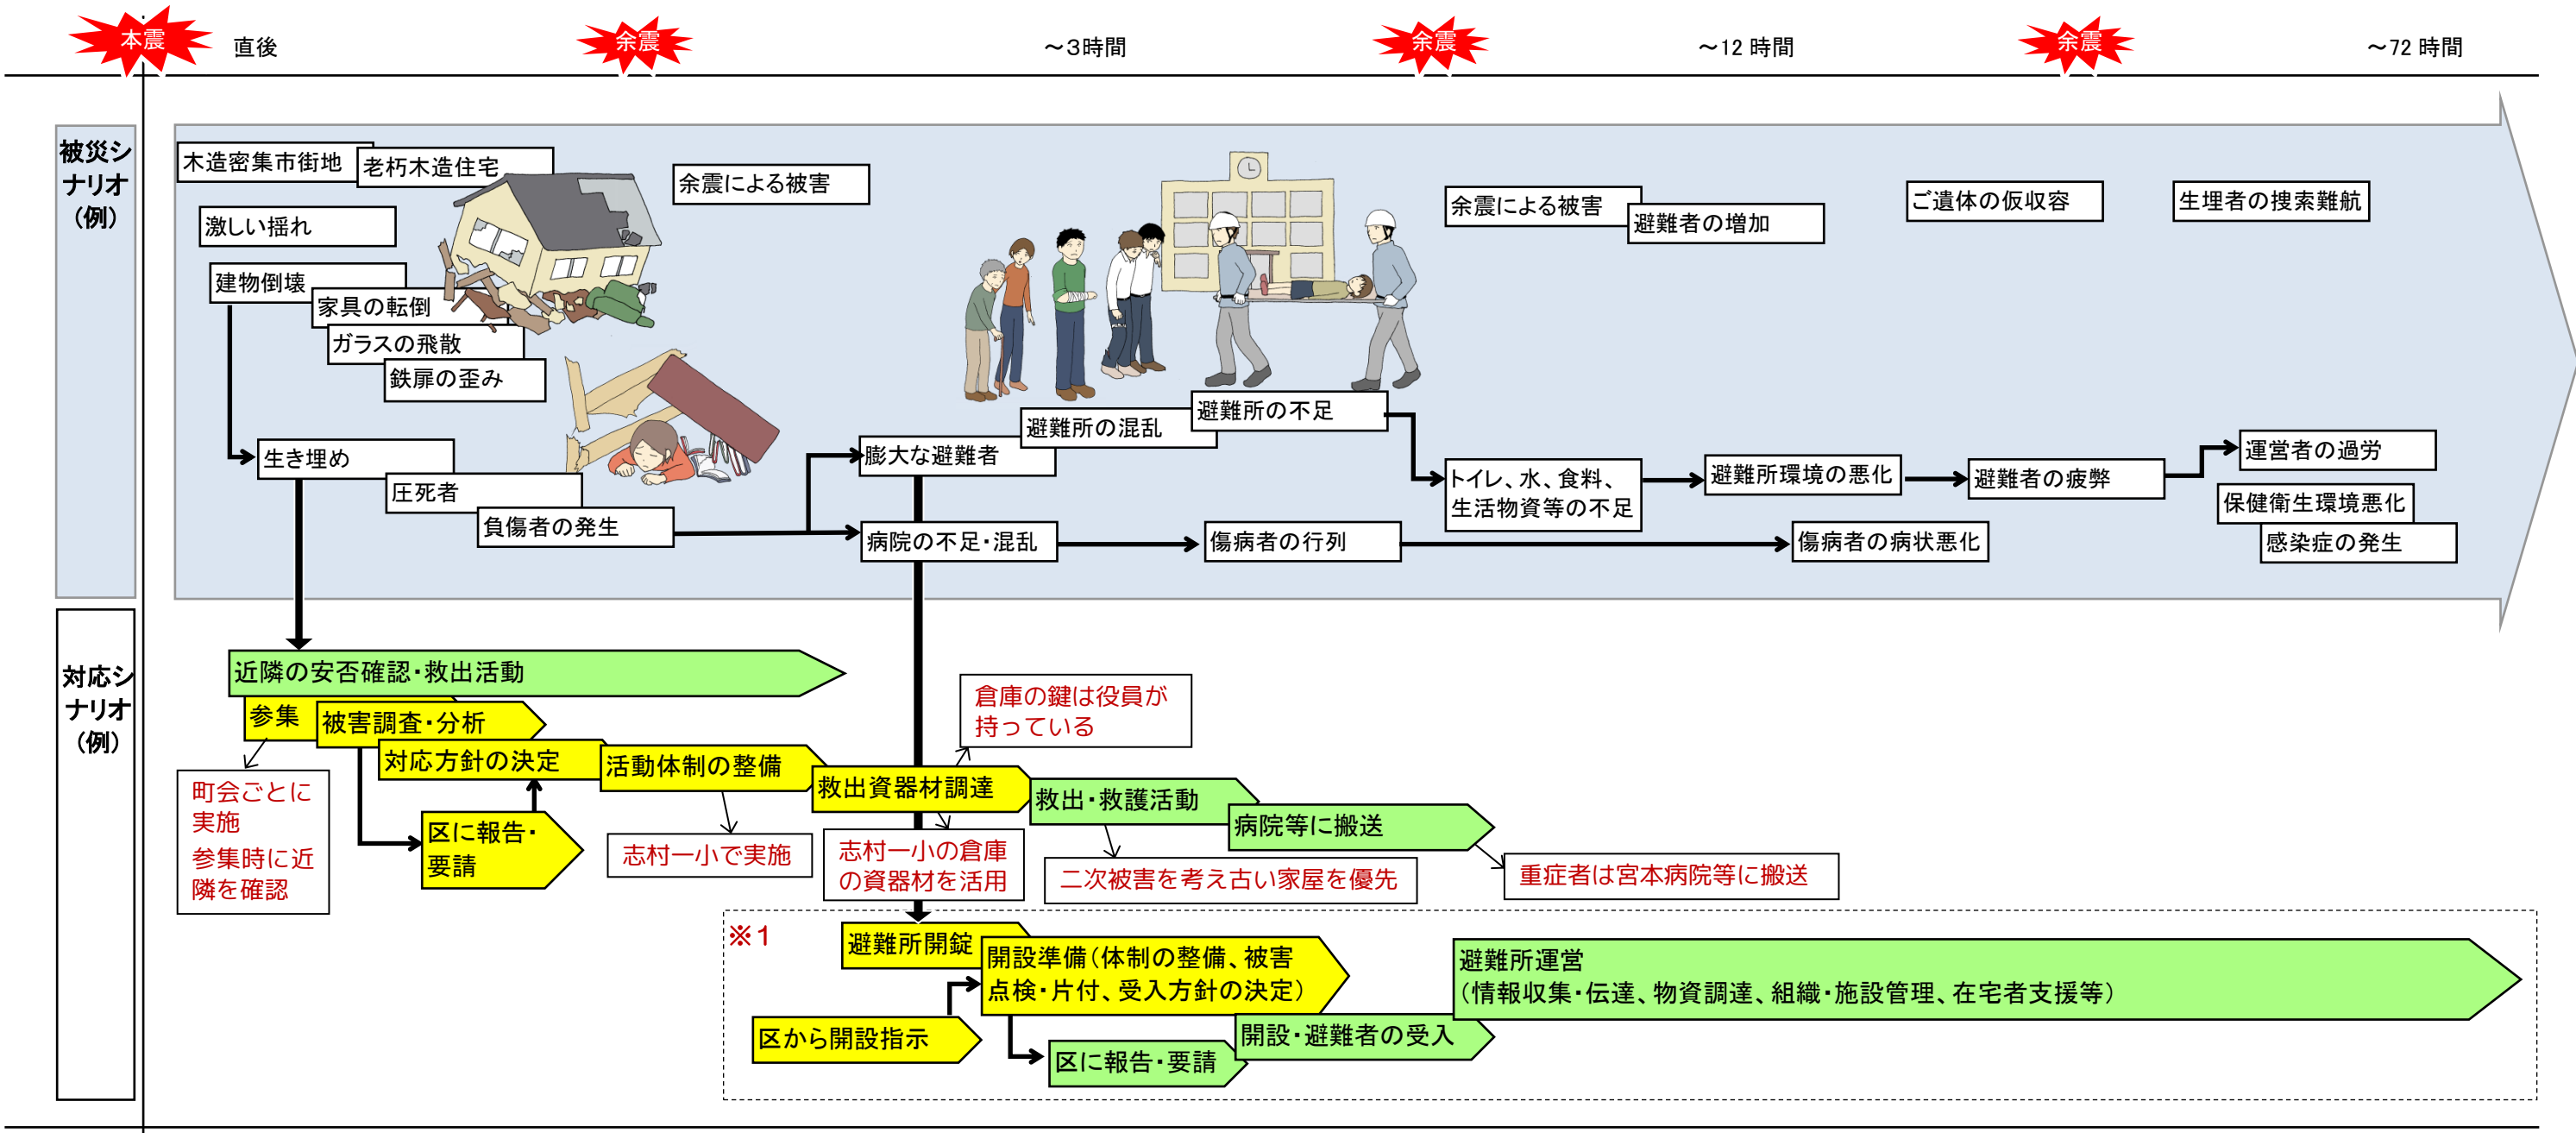 本震
直後
余震
～3時間
余震
～12 時間
余震
～72 時間
被災シ
ナリオ
（例）
木造密集市街地
老朽木造住宅
激しい揺れ
建物倒壊
家具の転倒
ガラスの飛散
鉄扉の歪み
生き埋め
圧死者
負傷者の発生
余震による被害
膨大な避難者
避難所の混乱
避難所の不足
病院の不足・混乱
傷病者の行列
余震による被害
避難者の増加
トイレ、水、食料、
生活物資等の不足
避難所環境の悪化
傷病者の病状悪化
ご遺体の仮収容
避難者の疲弊
生埋者の捜索難航
運営者の過労
保健衛生環境悪化
感染症の発生
対応シ
ナリオ
（例）
近隣の安否確認・救出活動
参集
被害調査・分析
対応方針の決定
活動体制の整備
救出資器材調達
救出・救護活動
病院等に搬送
区に報告・
要請
町会ごとに
実施
参集時に近
隣を確認
志村一小で実施
倉庫の鍵は役員が
持っている
志村一小の倉庫
の資器材を活用
二次被害を考え古い家屋を優先
重症者は宮本病院等に搬送
※1
避難所開錠
開設準備（体制の整備、被害
点検・片付、受入方針の決定）
区から開設指示
区に報告・要請
開設・避難者の受入
避難所運営
（情報収集・伝達、物資調達、組織・施設管理、在宅者支援等）